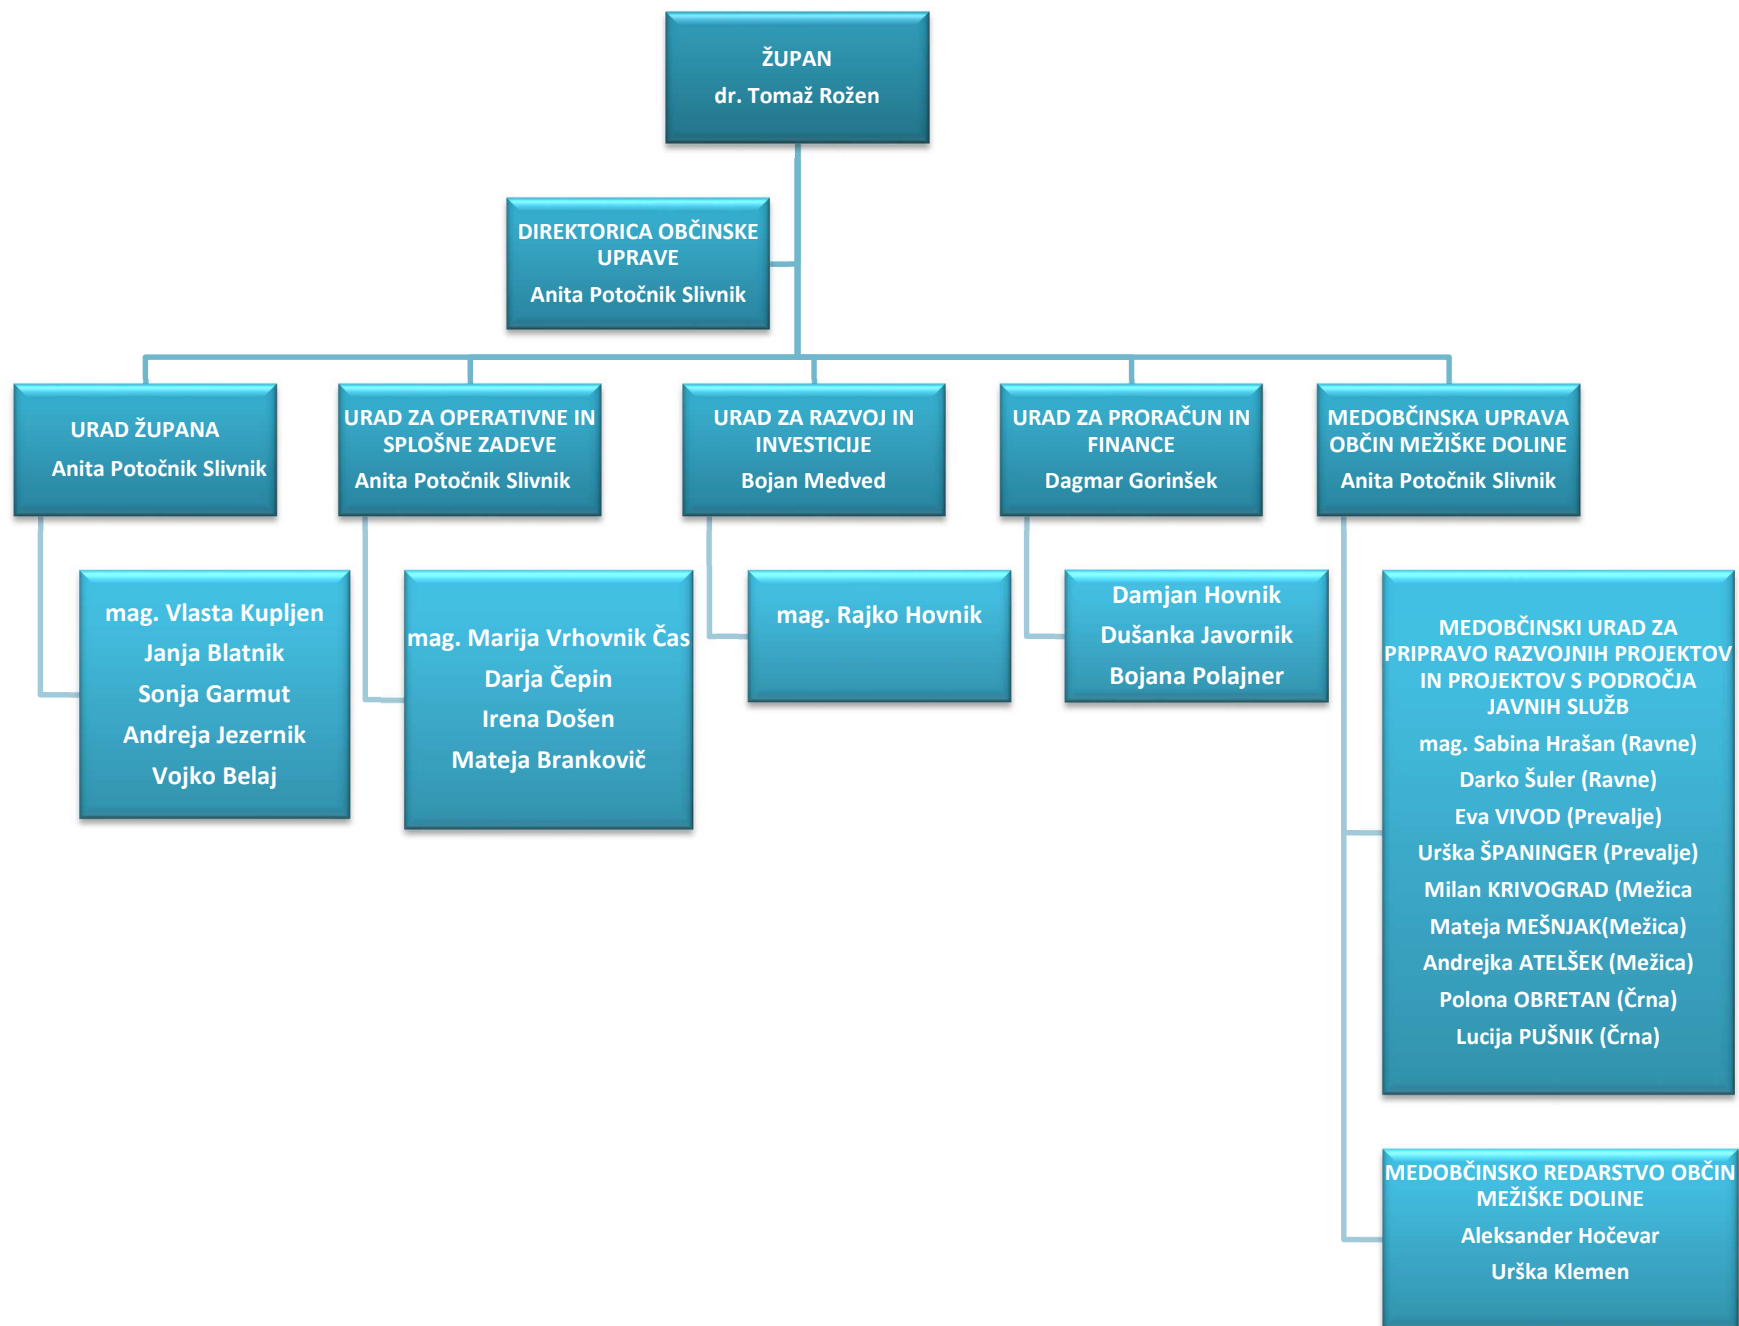 ŽUPAN
dr. Tomaž Rožen
DIREKTORICA OBČINSKE
UPRAVE
Anita Potočnik Slivnik
URAD ŽUPANA
Anita Potočnik Slivnik
URAD ZA OPERATIVNE IN
SPLOŠNE ZADEVE
Anita Potočnik Slivnik
URAD ZA RAZVOJ IN
INVESTICIJE
Bojan Medved
URAD ZA PRORAČUN IN
FINANCE
Dagmar Gorinšek
MEDOBČINSKA UPRAVA
OBČIN MEŽIŠKE DOLINE
Anita Potočnik Slivnik
mag. Vlasta Kupljen
Janja Blatnik
Sonja Garmut
Andreja Jezernik
Vojko Belaj
mag. Marija Vrhovnik Čas
Darja Čepin
Irena Došen
Mateja Brankovič
mag. Rajko Hovnik
Damjan Hovnik
Dušanka Javornik
Bojana Polajner
MEDOBČINSKI URAD ZA
PRIPRAVO RAZVOJNIH PROJEKTOV
IN PROJEKTOV S PODROČJA
JAVNIH SLUŽB
mag. Sabina Hrašan (Ravne)
Darko Šuler (Ravne)
Eva VIVOD (Prevalje)
Urška ŠPANINGER (Prevalje)
Milan KRIVOGRAD (Mežica
Mateja MEŠNJAK(Mežica)
Andrejka ATELŠEK (Mežica)
Polona OBRETAN (Črna)
Lucija PUŠNIK (Črna)
MEDOBČINSKO REDARSTVO OBČIN
MEŽIŠKE DOLINE
Aleksander Hočevar
Urška Klemen